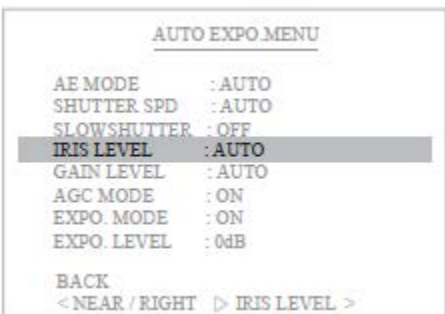 AUTO EXPO.MENU
AE MODE : AUTO
SHUTTER SPD : AUTO
SLOWSHUTTER : OFF
IRIS LEVEL : AUTO
GAIN LEVEL : AUTO
AGC MODE : ON
EXPO. MODE : ON
EXPO. LEVEL : 0dB
BACK
< NEAR / RIGHT ▷ IRIS LEVEL >